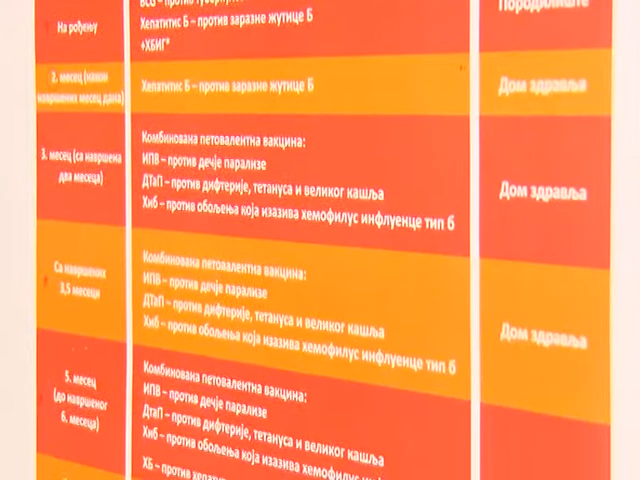 BCG – против туберкулозе
Породилиште
На рођењу
Хепатитис Б – против заразне жутице Б
+ХБИГ*
2. месец (након
навршених месец дана)
Хепатитис Б – против заразне жутице Б
Дом здравља
3. месец (са навршена
два месеца)
Комбинована петовалентна вакцина:
ИПВ – против дечје парализе
ДТаП – против дифтерије, тетануса и великог кашља
Хиб – против обољења која изазива хемофилус инфлуенце тип б
Дом здравља
Са навршених
3,5 месеци
Комбинована петовалентна вакцина:
ИПВ – против дечје парализе
ДТаП – против дифтерије, тетануса и великог кашља
Хиб – против обољења која изазива хемофилус инфлуенце тип б
Дом здравља
5. месец
(до навршеног
6. месеца)
Комбинована петовалентна вакцина:
ИПВ – против дечје парализе
ДтаП – против дифтерије, тетануса и великог кашља
Хиб – против обољења која изазива хемофилус
ХБ – против